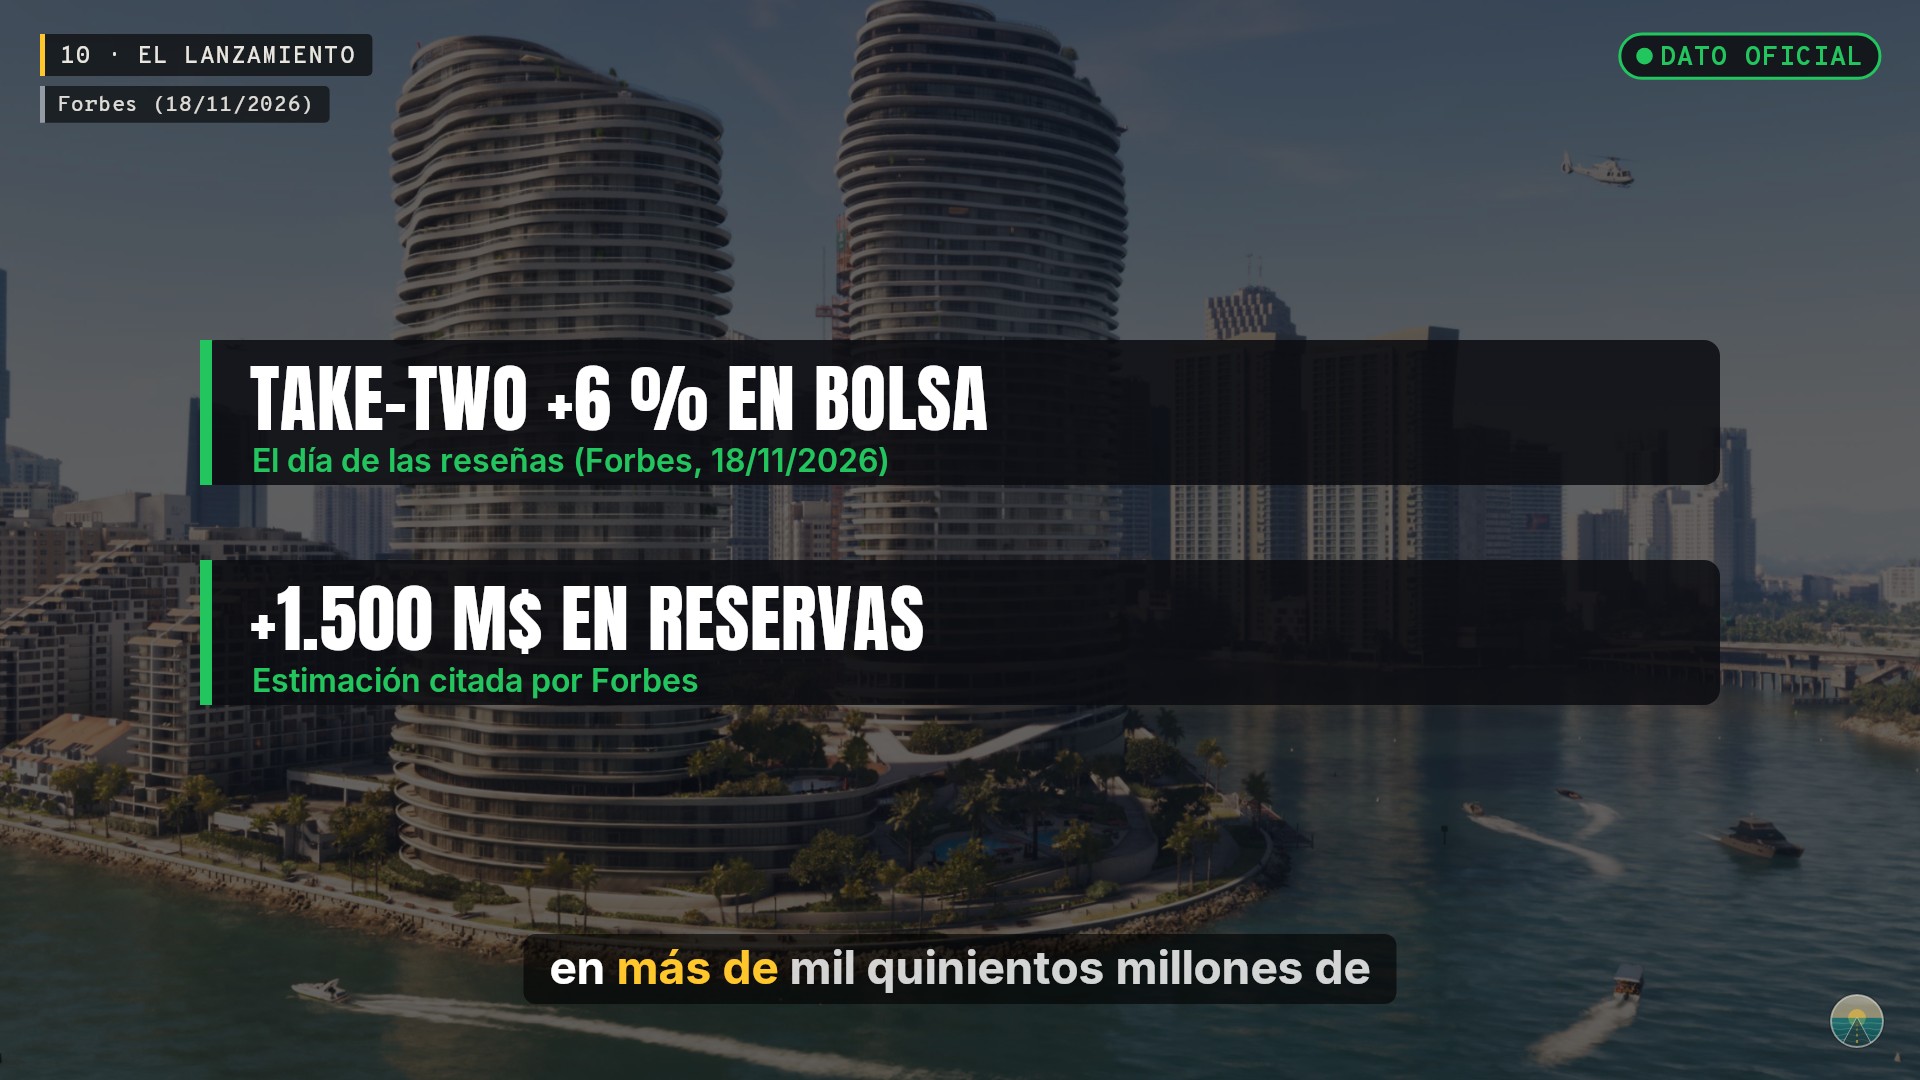 10 · EL LANZAMIENTO
Forbes (18/11/2026)
DATO OFICIAL
TAKE-TWO +6 % EN BOLSA
El día de las reseñas (Forbes, 18/11/2026)
+1.500 M$ EN RESERVAS
Estimación citada por Forbes
en más de mil quinientos millones de